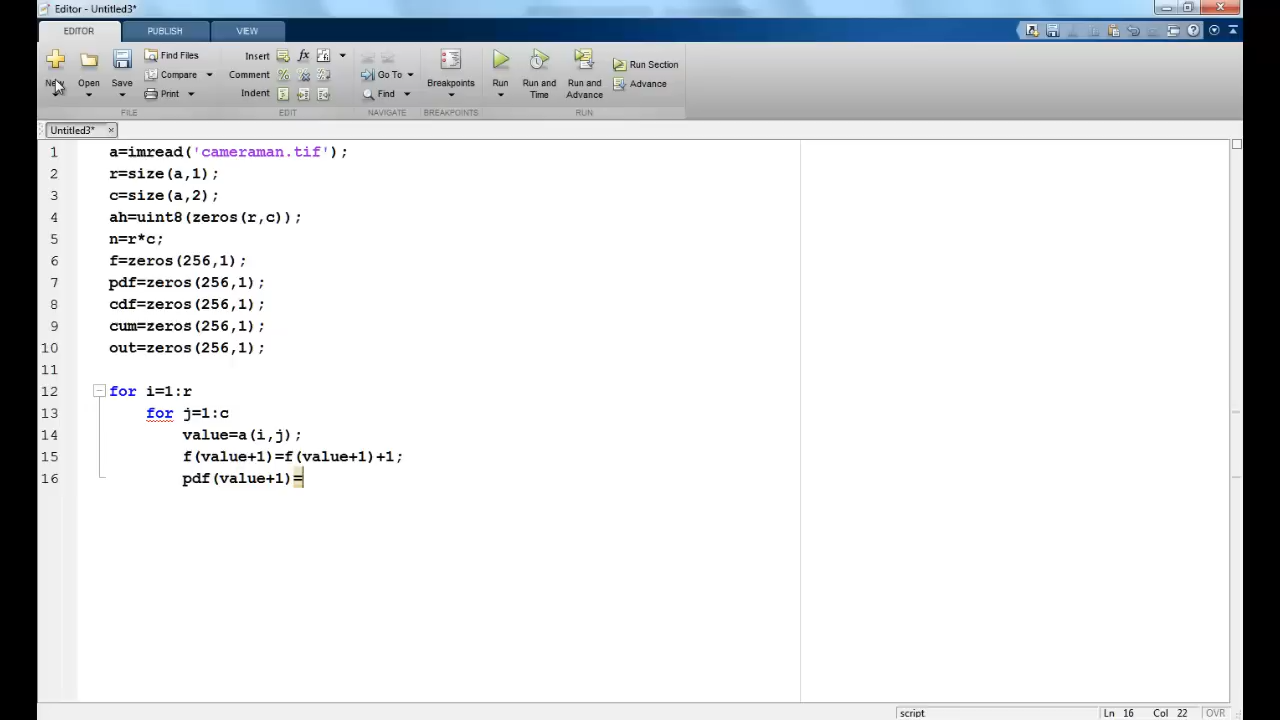 Editor - Untitled3*
EDITOR PUBLISH VIEW
New Open Save Find Files Compare Print
Insert fx
Comment
Indent
Go To
Find
Breakpoints
Run
Run and Time
Run and Advance
Run Section
Advance
FILE EDIT NAVIGATE BREAKPOINTS RUN
Untitled3* ×
1 a=imread('cameraman.tif');
2 r=size(a,1);
3 c=size(a,2);
4 ah=uint8(zeros(r,c));
5 n=r*c;
6 f=zeros(256,1);
7 pdf=zeros(256,1);
8 cdf=zeros(256,1);
9 cum=zeros(256,1);
10 out=zeros(256,1);
11
12 for i=1:r
13 for j=1:c
14 value=a(i,j);
15 f(value+1)=f(value+1)+1;
16 pdf(value+1)=
script Ln 16 Col 22 OVR